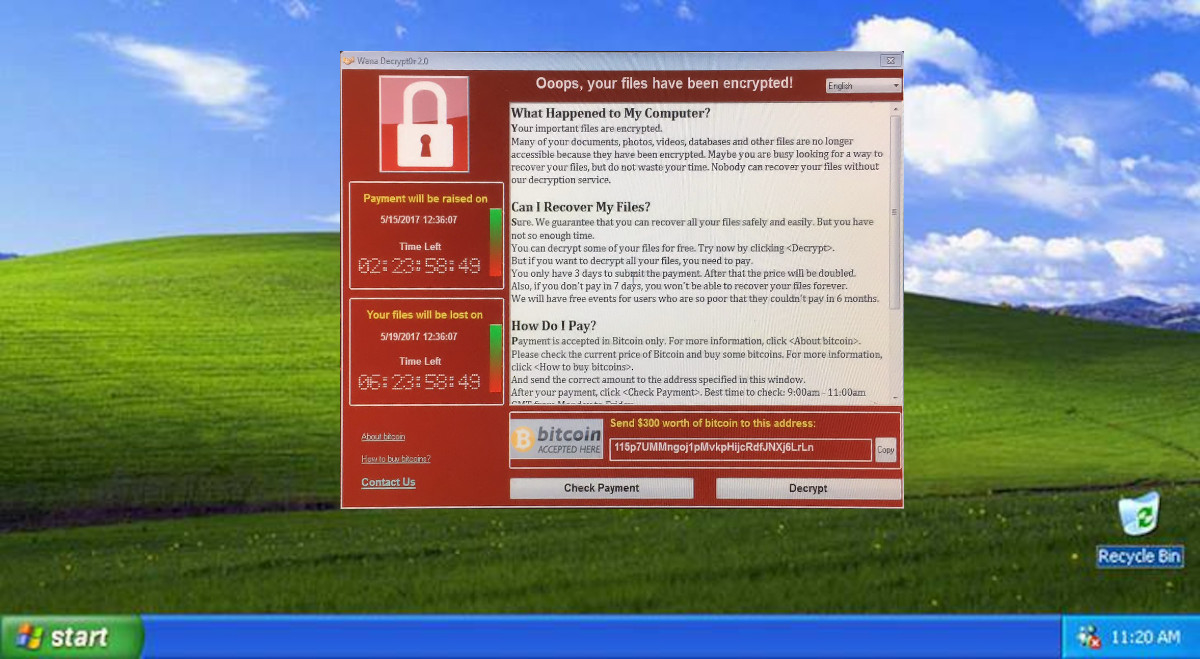 Wana Decrypt0r 2.0
Ooops, your files have been encrypted!
English
What Happened to My Computer?
Your important files are encrypted.
Many of your documents, photos, videos, databases and other files are no longer
accessible because they have been encrypted. Maybe you are busy looking for a way to
recover your files, but do not waste your time. Nobody can recover your files without
our decryption service.
Can I Recover My Files?
Sure. We guarantee that you can recover all your files safely and easily. But you have
not so enough time.
You can decrypt some of your files for free. Try now by clicking <Decrypt>.
But if you want to decrypt all your files, you need to pay.
You only have 3 days to submit the payment. After that the price will be doubled.
Also, if you don't pay in 7 days, you won't be able to recover your files forever.
We will have free events for users who are so poor that they couldn't pay in 6 months.
How Do I Pay?
Payment is accepted in Bitcoin only. For more information, click <About bitcoin>.
Please check the current price of Bitcoin and buy some bitcoins. For more information,
click <How to buy bitcoins>.
And send the correct amount to the address specified in this window.
After your payment, click <Check Payment>. Best time to check: 9:00am - 11:00am
GMT from Monday to Friday.
Payment will be raised on
5/15/2017 12:36:07
Time Left
02:23:58:49
Your files will be lost on
5/19/2017 12:36:07
Time Left
06:23:58:49
About bitcoin
How to buy bitcoins?
Contact Us
bitcoin
ACCEPTED HERE
Send $300 worth of bitcoin to this address:
115p7UMMngoj1pMvkpHijcRdfJNXj6LrLn
Copy
Check Payment
Decrypt
Recycle Bin
start
11:20 AM